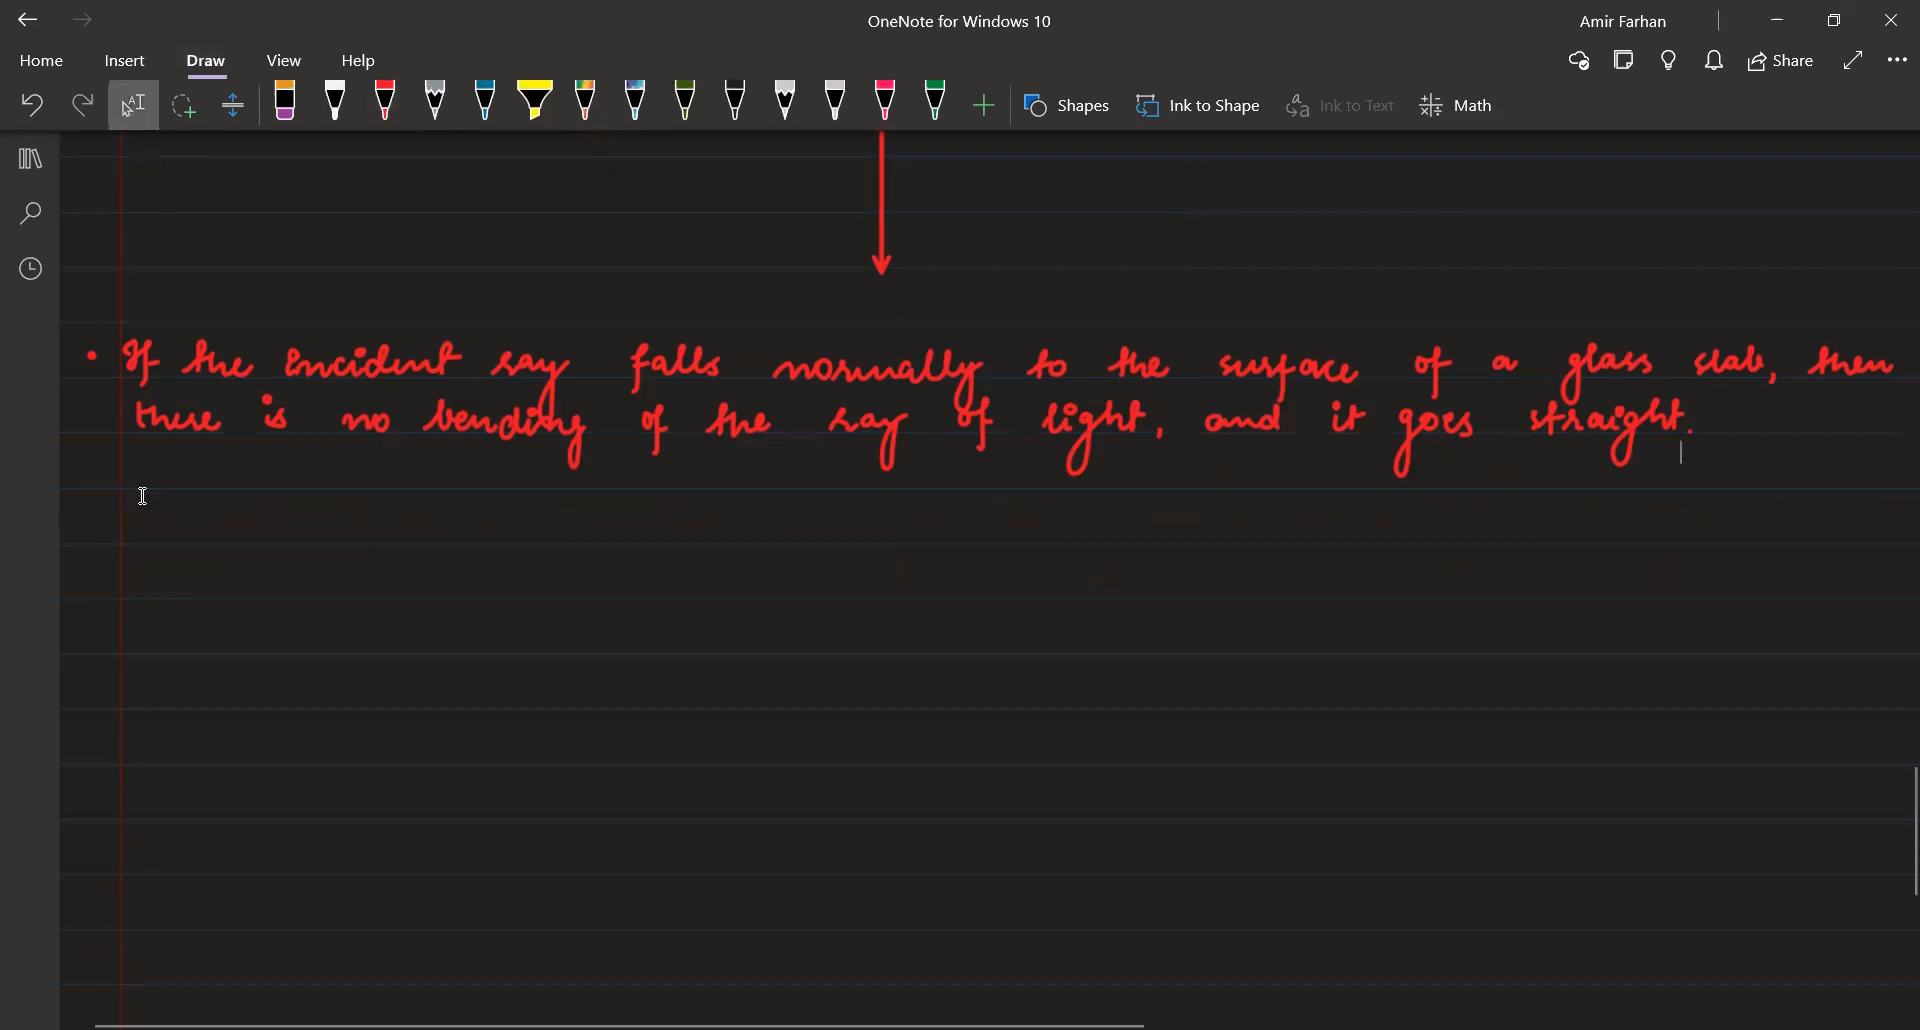 OneNote for Windows 10
Amir Farhan
Home Insert Draw View Help
Share
Shapes Ink to Shape Ink to Text Math
• If the incident ray falls normally to the surface of a glass slab, then
there is no bending of the ray of light, and it goes straight.